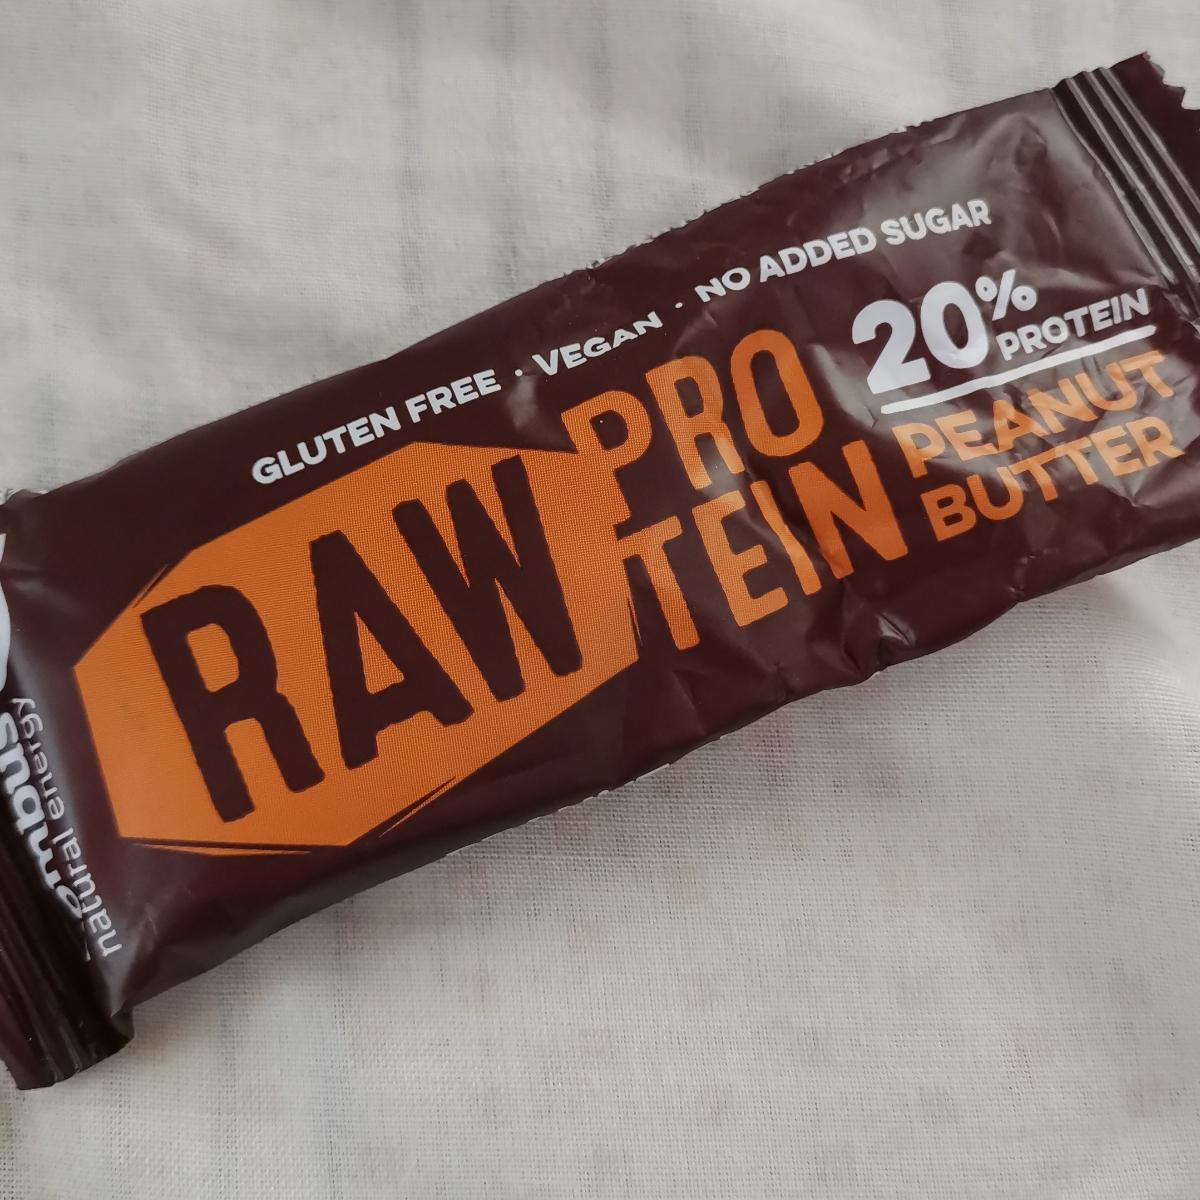 GLUTEN FREE · VEGAN · NO ADDED SUGAR
RAW
PRO
TEIN
20%
PROTEIN
PEANUT
BUTTER
natural energy